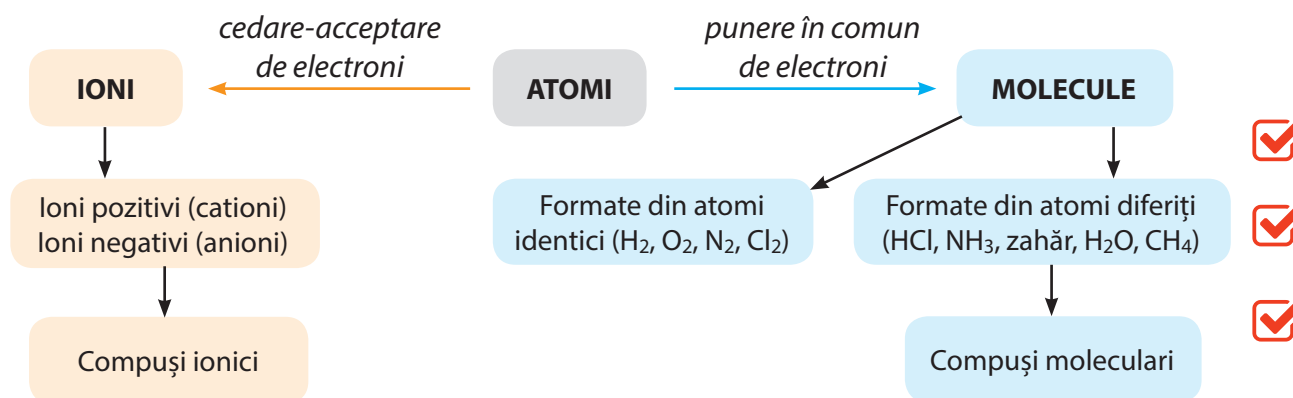 cedare-acceptare
de electroni
punere în comun
de electroni
IONI
ATOMI
MOLECULE
Ioni pozitivi (cationi)
Ioni negativi (anioni)
Formate din atomi
identici (H₂, O₂, N₂, Cl₂)
Formate din atomi diferiți
(HCl, NH₃, zahăr, H₂O, CH₄)
Compuși ionici
Compuși moleculari